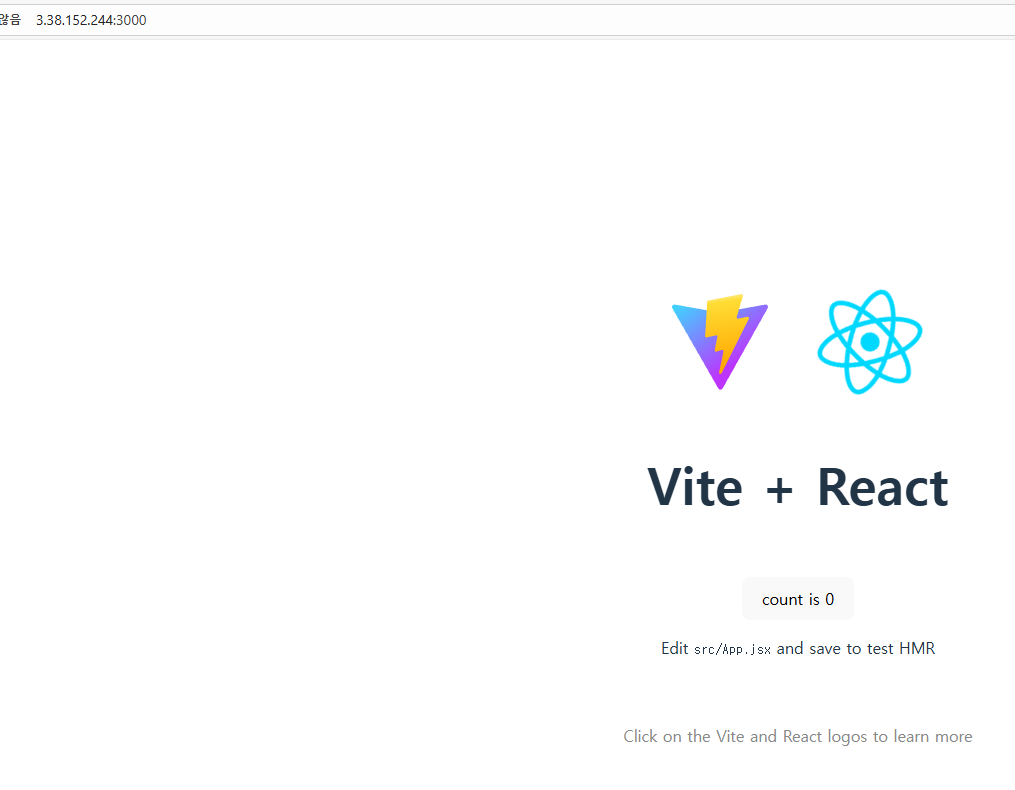 않음 3.38.152.244:3000
Vite + React
count is 0
Edit src/App.jsx and save to test HMR
Click on the Vite and React logos to learn more